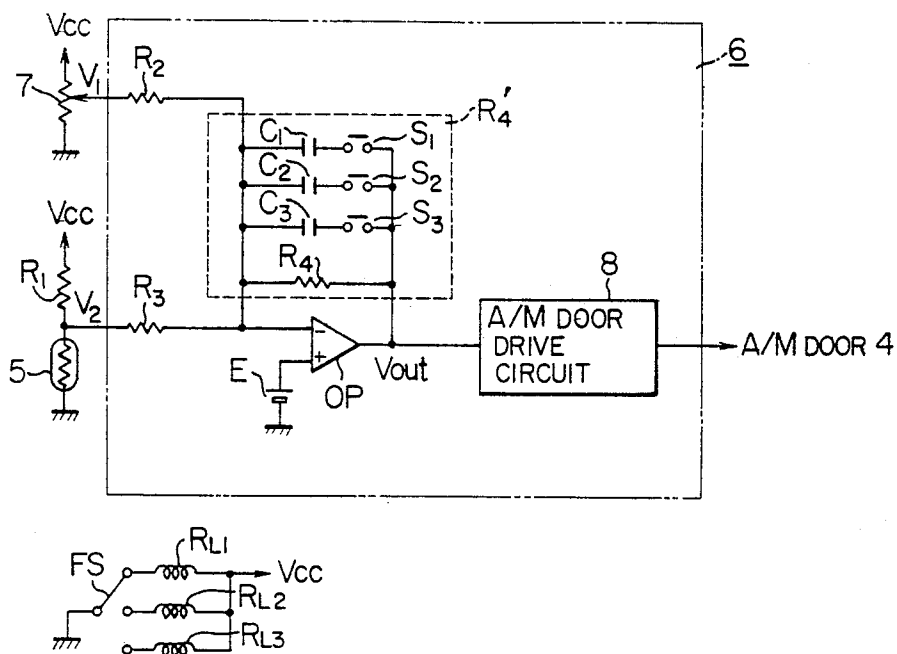 Vcc
7
V1
R2
6
R4'
C1
S1
C2
S2
C3
S3
Vcc
R1
V2
R3
R4
5
E
−
+
OP
Vout
8
A/M DOOR
DRIVE
CIRCUIT
A/M DOOR 4
FS
RL1
Vcc
RL2
RL3